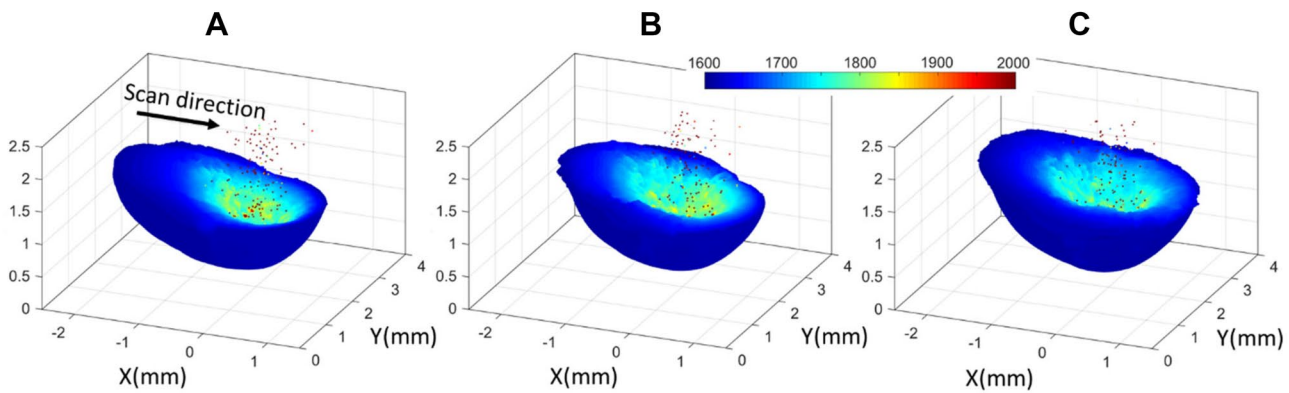 A B C
1600 1700 1800 1900 2000
Scan direction
2.5 2.5 2.5
2 2 2
1.5 1.5 1.5
1 1 1
0.5 0.5 0.5
0 0 0
4 4 4
3 3 3
2 2 2
1 1 1
0 0 0
-2 -1 0 1 -2 -1 0 1 -2 -1 0 1
Y(mm) Y(mm) Y(mm)
X(mm) X(mm) X(mm)